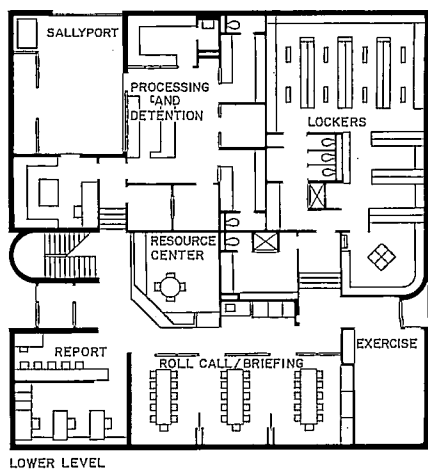 SALLYPORT
PROCESSING
AND
DETENTION
LOCKERS
RESOURCE
CENTER
REPORT
ROLL CALL/BRIEFING
EXERCISE
LOWER LEVEL